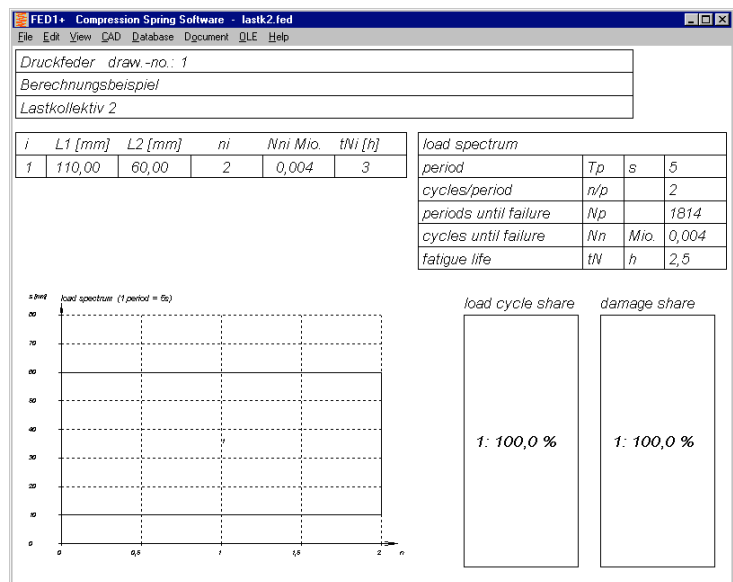 FED1+ Compression Spring Software - lastk2.fed
File Edit View CAD Database Document OLE Help
Druckfeder draw.-no.: 1
Berechnungsbeispiel
Lastkollektiv 2
i L1 [mm] L2 [mm] ni Nni Mio. tNi [h]
1 110,00 60,00 2 0,004 3
load spectrum
period Tp s 5
cycles/period n/p 2
periods until failure Np 1814
cycles until failure Nn Mio. 0,004
fatigue life tN h 2,5
s [mm] load spectrum (1 period = 5s)
80
70
60
50
40
30
20
10
0
0 0,5 1 1,5 2 n
1
load cycle share damage share
1: 100,0 % 1: 100,0 %